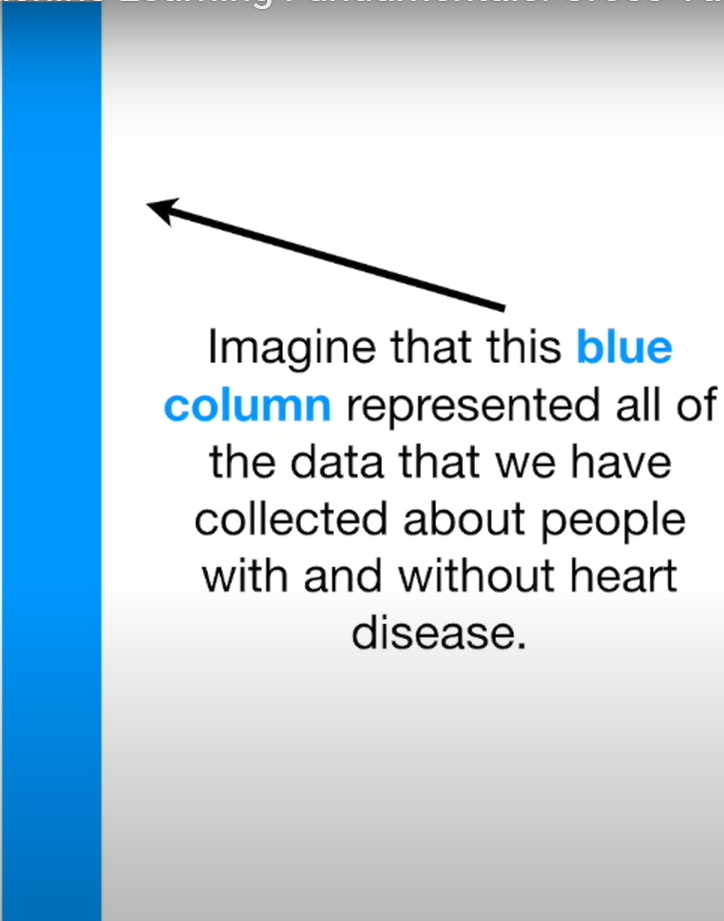 Imagine that this blue
column represented all of
the data that we have
collected about people
with and without heart
disease.